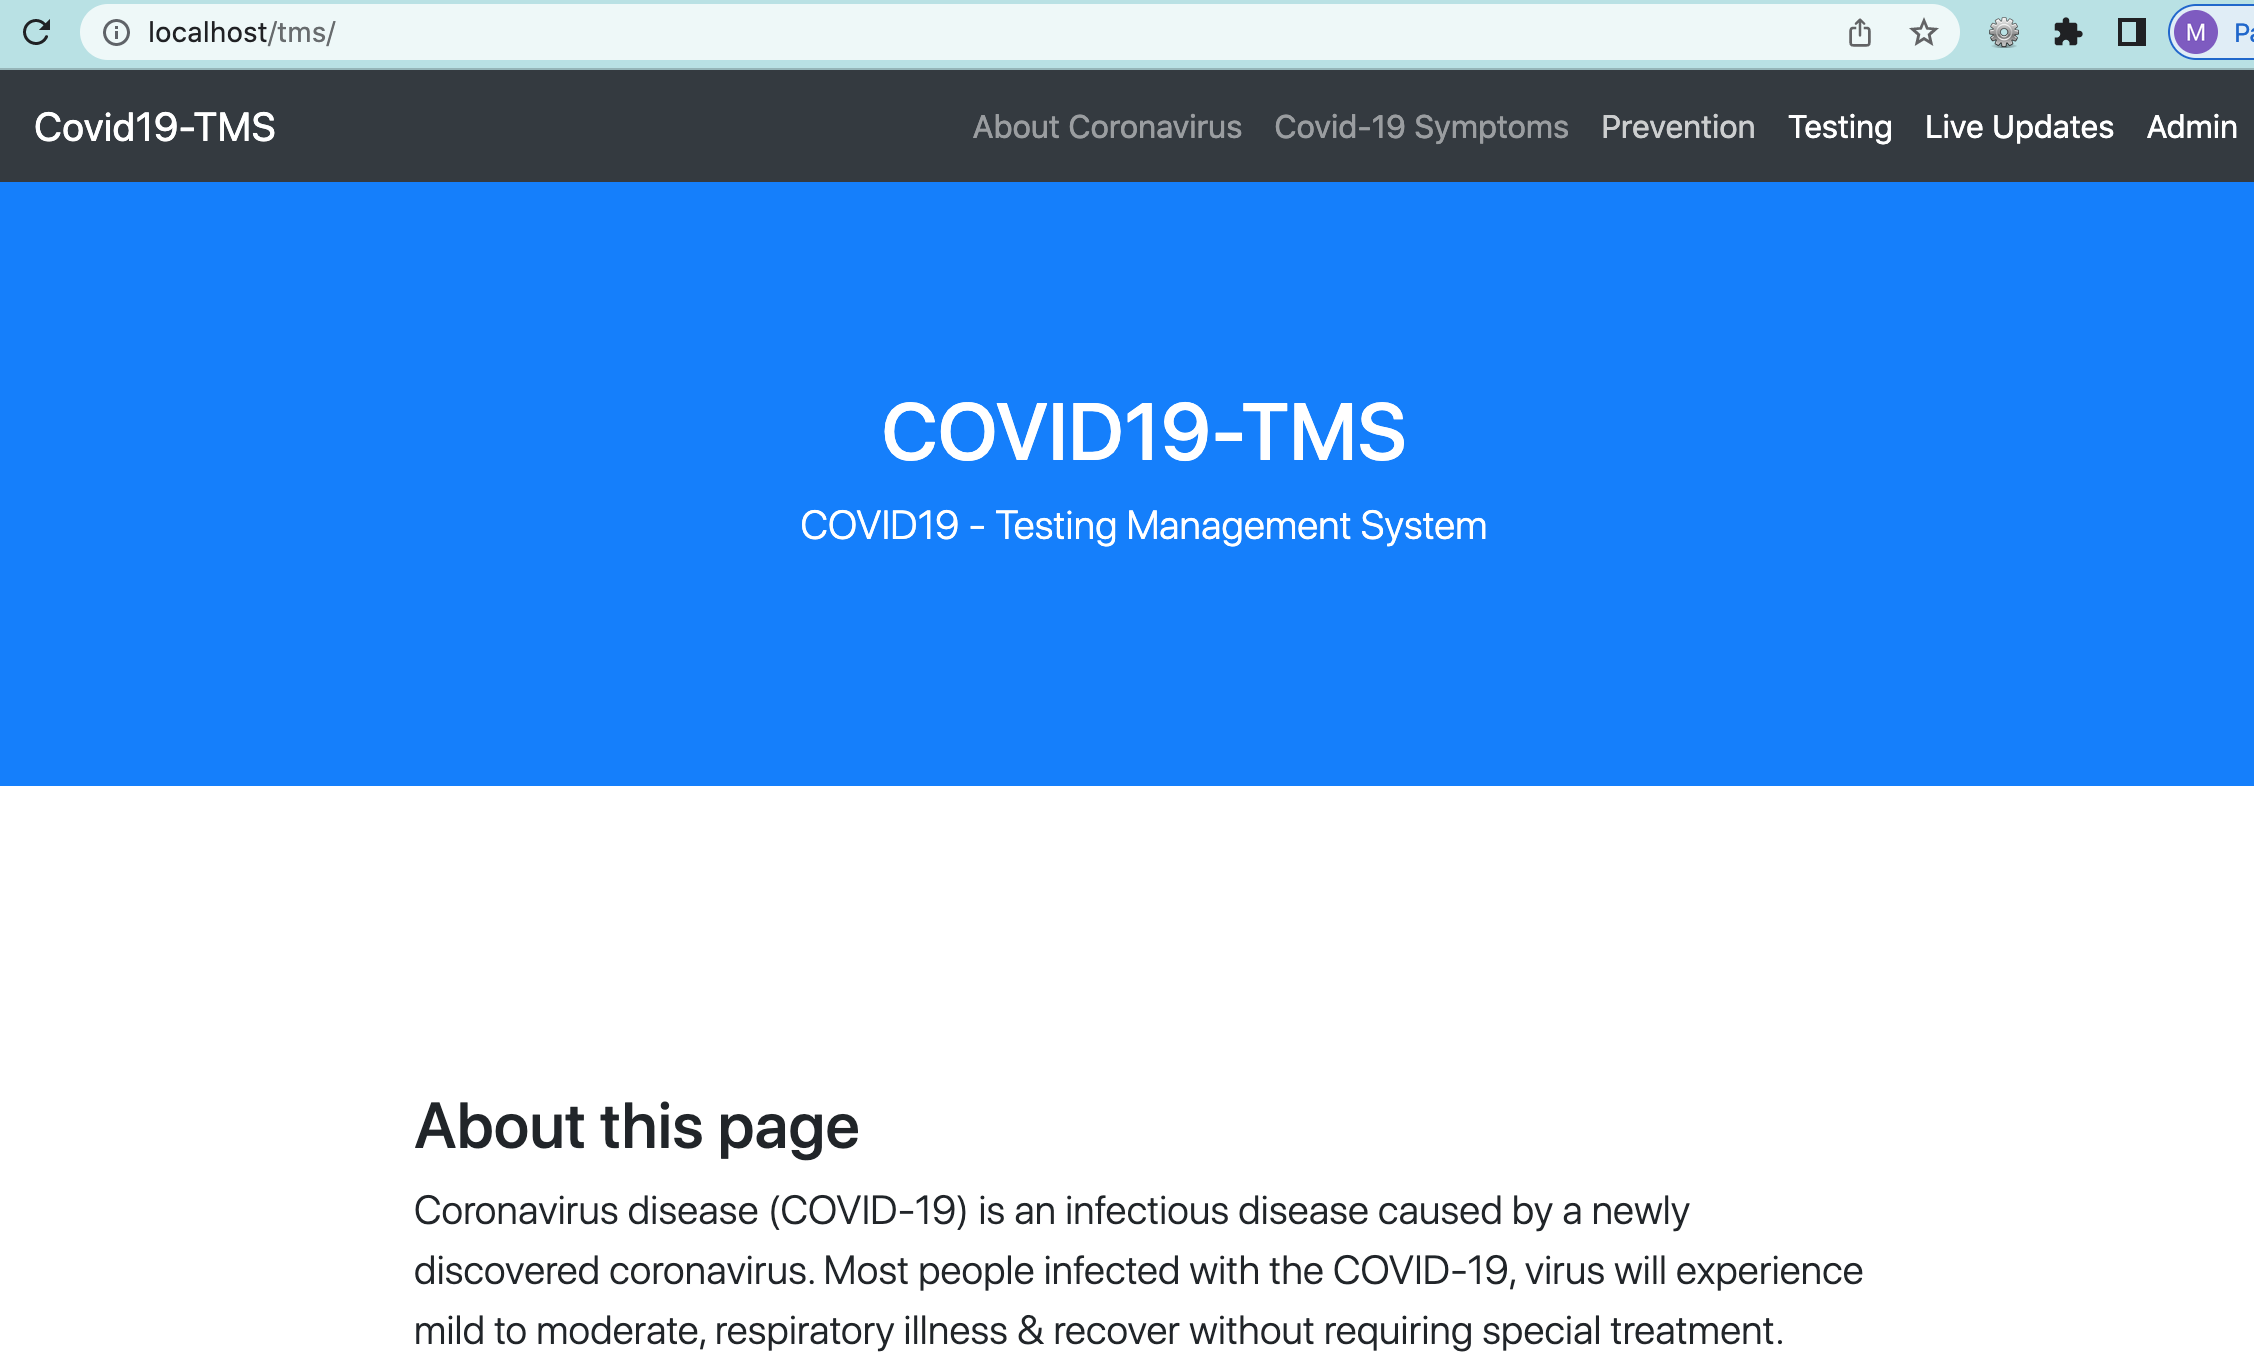 localhost/tms/
M
Covid19-TMS
About Coronavirus Covid-19 Symptoms Prevention Testing Live Updates Admin
COVID19-TMS
COVID19 - Testing Management System
About this page
Coronavirus disease (COVID-19) is an infectious disease caused by a newly
discovered coronavirus. Most people infected with the COVID-19, virus will experience
mild to moderate, respiratory illness & recover without requiring special treatment.